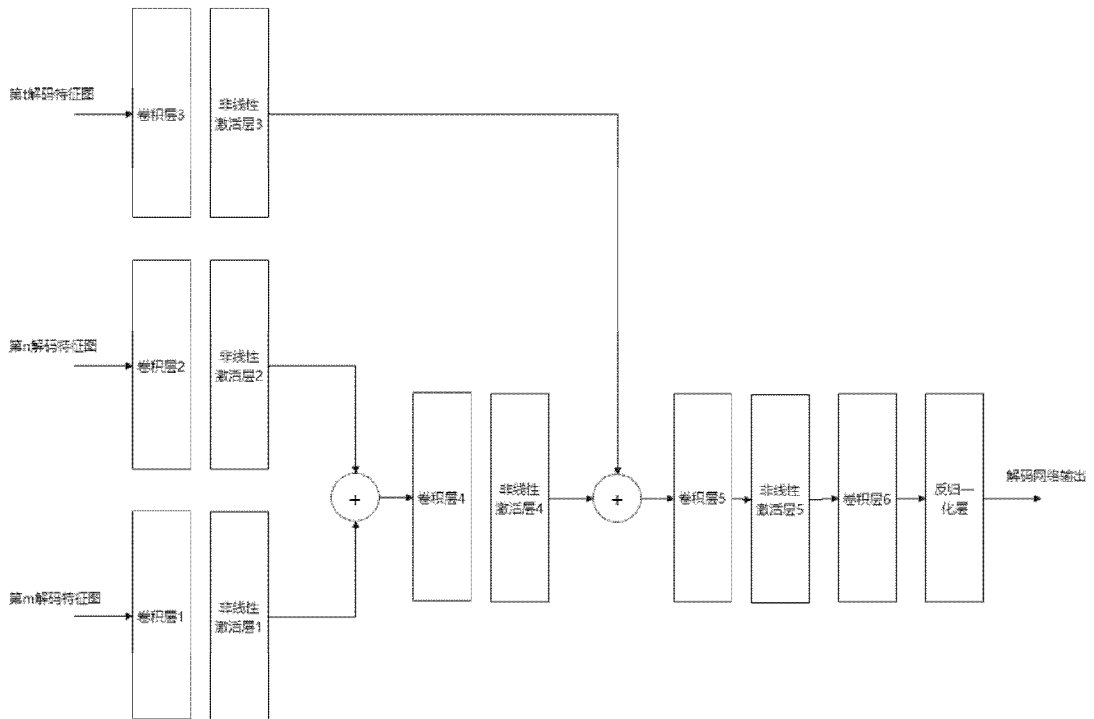 第t解码特征图
卷积层3
非线性
激活层3
第n解码特征图
卷积层2
非线性
激活层2
卷积层4
非线性
激活层4
卷积层5
非线性
激活层5
卷积层6
反归一
化层
解码网络输出
第m解码特征图
卷积层1
非线性
激活层1
+
+